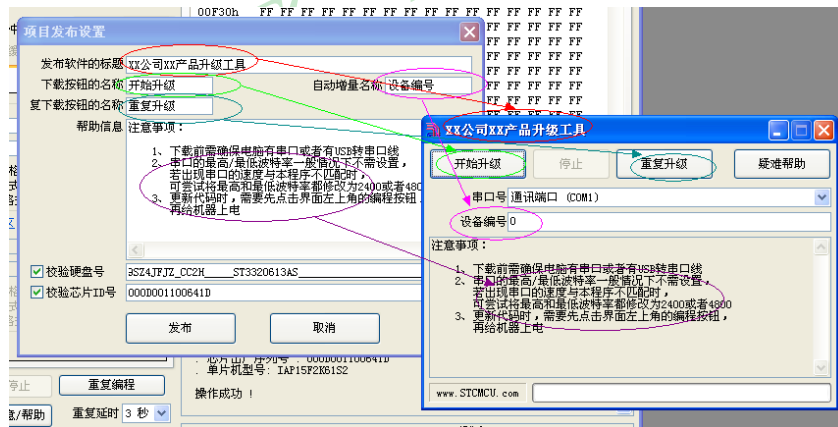 00F30h FF FF FF FF FF FF FF FF FF FF FF FF FF FF FF FF
项目发布设置
发布软件的标题 XX公司XX产品升级工具
下载按钮的名称 开始升级
自动增量名称 设备编号
复下载按钮的名称 重复升级
帮助信息 注意事项:
1、下载前需确保电脑有串口或者有USB转串口线
2、串口的最高/最低波特率一般情况下不需设置,
若出现串口的速度与本程序不匹配时,
可尝试将最高和最低波特率都修改为2400或者480
3、更新代码时,需要先点击界面左上角的编程按钮
再给机器上电
校验硬盘号 9SZ4JFJZ_CC2H_____ST3320613AS
校验芯片ID号 000D001100641D
发布
取消
芯片出厂序列号 : 000D001100641D
. 单片机型号: IAP15F2K61S2
操作成功 !
停止
重复编程
/帮助
重复延时 3 秒
XX公司XX产品升级工具
开始升级
停止
重复升级
疑难帮助
串口号 通讯端口 (COM1)
设备编号 0
注意事项:
1、下载前需确保电脑有串口或者有USB转串口线
2、串口的最高/最低波特率一般情况下不需设置,
若出现串口的速度与本程序不匹配时,
可尝试将最高和最低波特率都修改为2400或者4800
3、更新代码时,需要先点击界面左上角的编程按钮,
再给机器上电
www.STCMCU.com